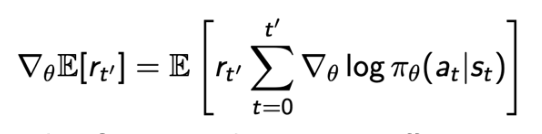 ∇_θ 𝔼[r_{t'}] = 𝔼 [ r_{t'} ∑_{t=0}^{t'} ∇_θ log π_θ(a_t|s_t) ]